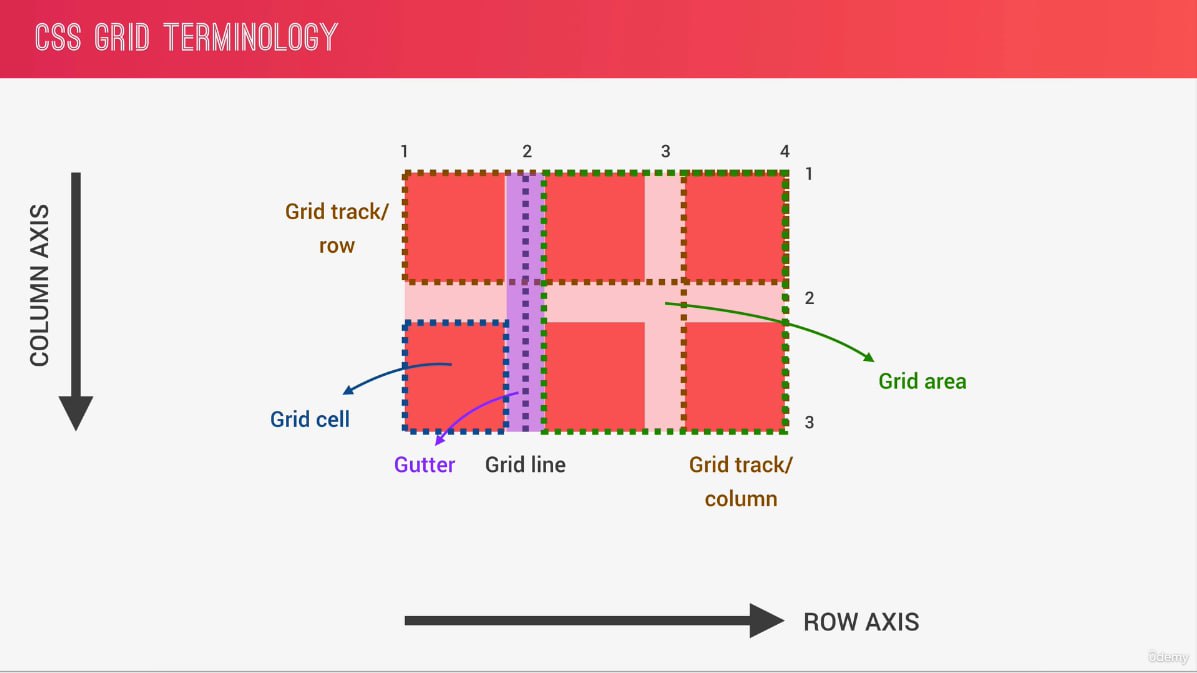 CSS GRID TERMINOLOGY
1 2 3 4
1
Grid track/
row
COLUMN AXIS
2
Grid area
Grid cell
3
Gutter
Grid line
Grid track/
column
ROW AXIS
ûdemy